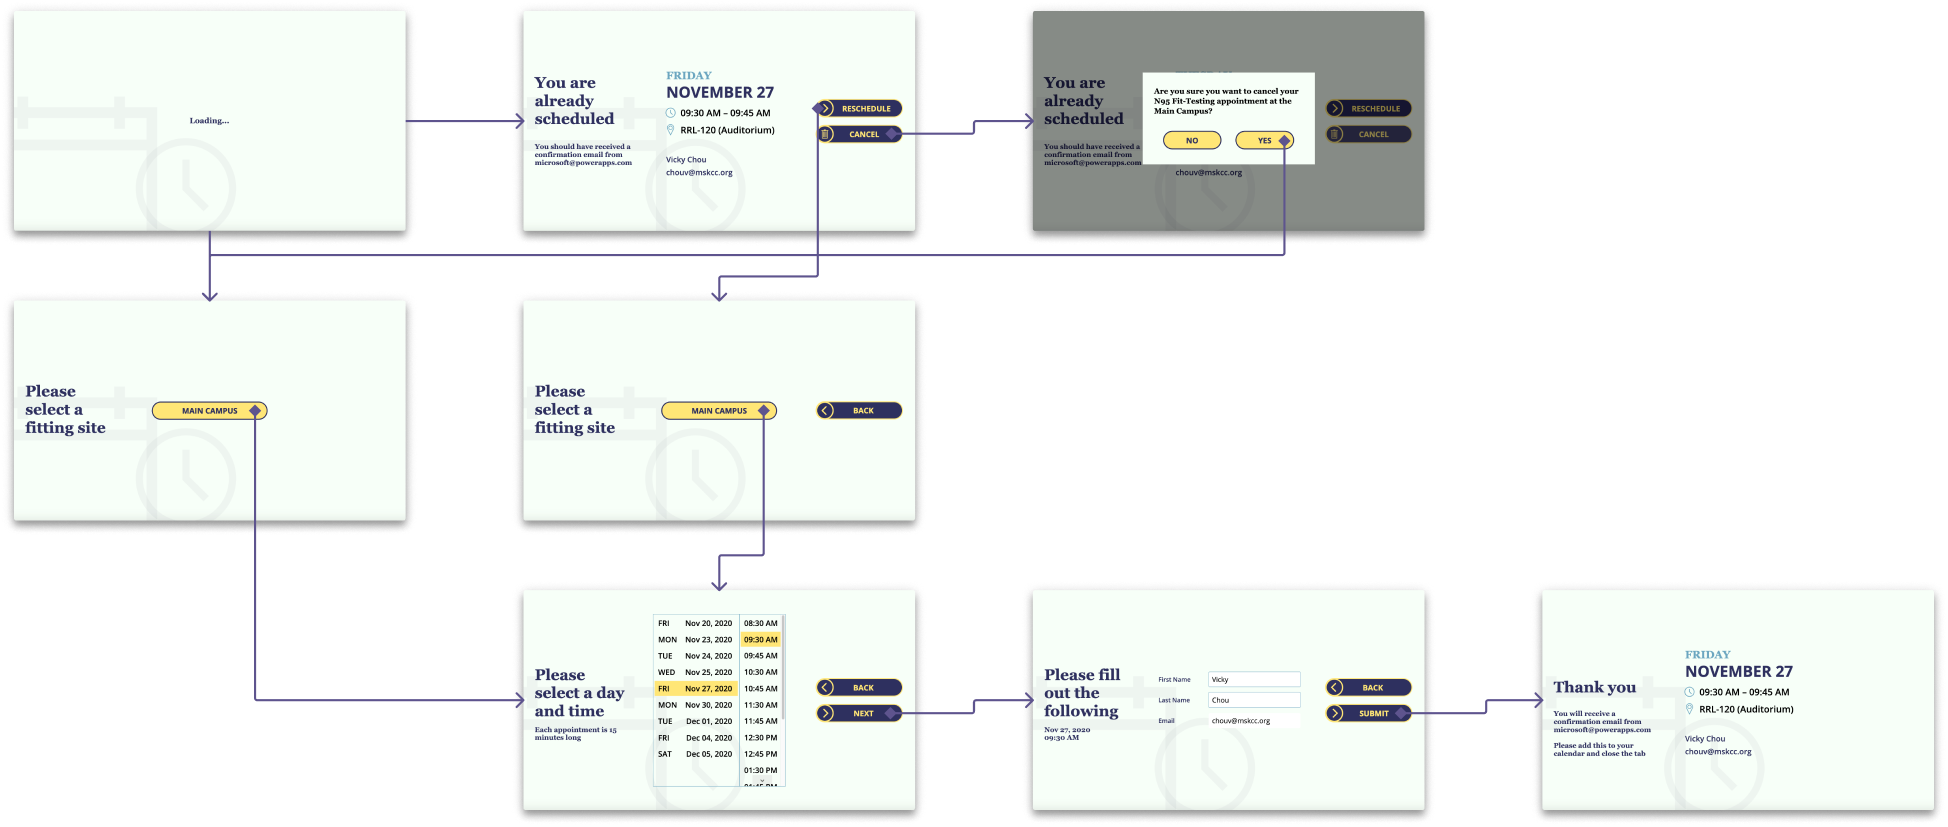 Loading...
You are
already
scheduled
You should have received a
confirmation email from
microsoft@powerapps.com
FRIDAY
NOVEMBER 27
09:30 AM – 09:45 AM
RRL-120 (Auditorium)
Vicky Chou
chouv@mskcc.org
RESCHEDULE
CANCEL
You are
already
scheduled
You should have received a
confirmation email from
microsoft@powerapps.com
Are you sure you want to cancel your
N95 Fit-Testing appointment at the
Main Campus?
NO
YES
chouv@mskcc.org
RESCHEDULE
CANCEL
Please
select a
fitting site
MAIN CAMPUS
Please
select a
fitting site
MAIN CAMPUS
BACK
Please
select a day
and time
Each appointment is 15
minutes long
FRI Nov 20, 2020 08:30 AM
MON Nov 23, 2020 09:30 AM
TUE Nov 24, 2020 09:45 AM
WED Nov 25, 2020 10:30 AM
FRI Nov 27, 2020 10:45 AM
MON Nov 30, 2020 11:30 AM
TUE Dec 01, 2020 11:45 AM
FRI Dec 04, 2020 12:30 PM
SAT Dec 05, 2020 12:45 PM
01:30 PM
BACK
NEXT
Please fill
out the
following
Nov 27, 2020
09:30 AM
First Name Vicky
Last Name Chou
Email chouv@mskcc.org
BACK
SUBMIT
Thank you
You will receive a
confirmation email from
microsoft@powerapps.com
Please add this to your
calendar and close the tab
FRIDAY
NOVEMBER 27
09:30 AM – 09:45 AM
RRL-120 (Auditorium)
Vicky Chou
chouv@mskcc.org